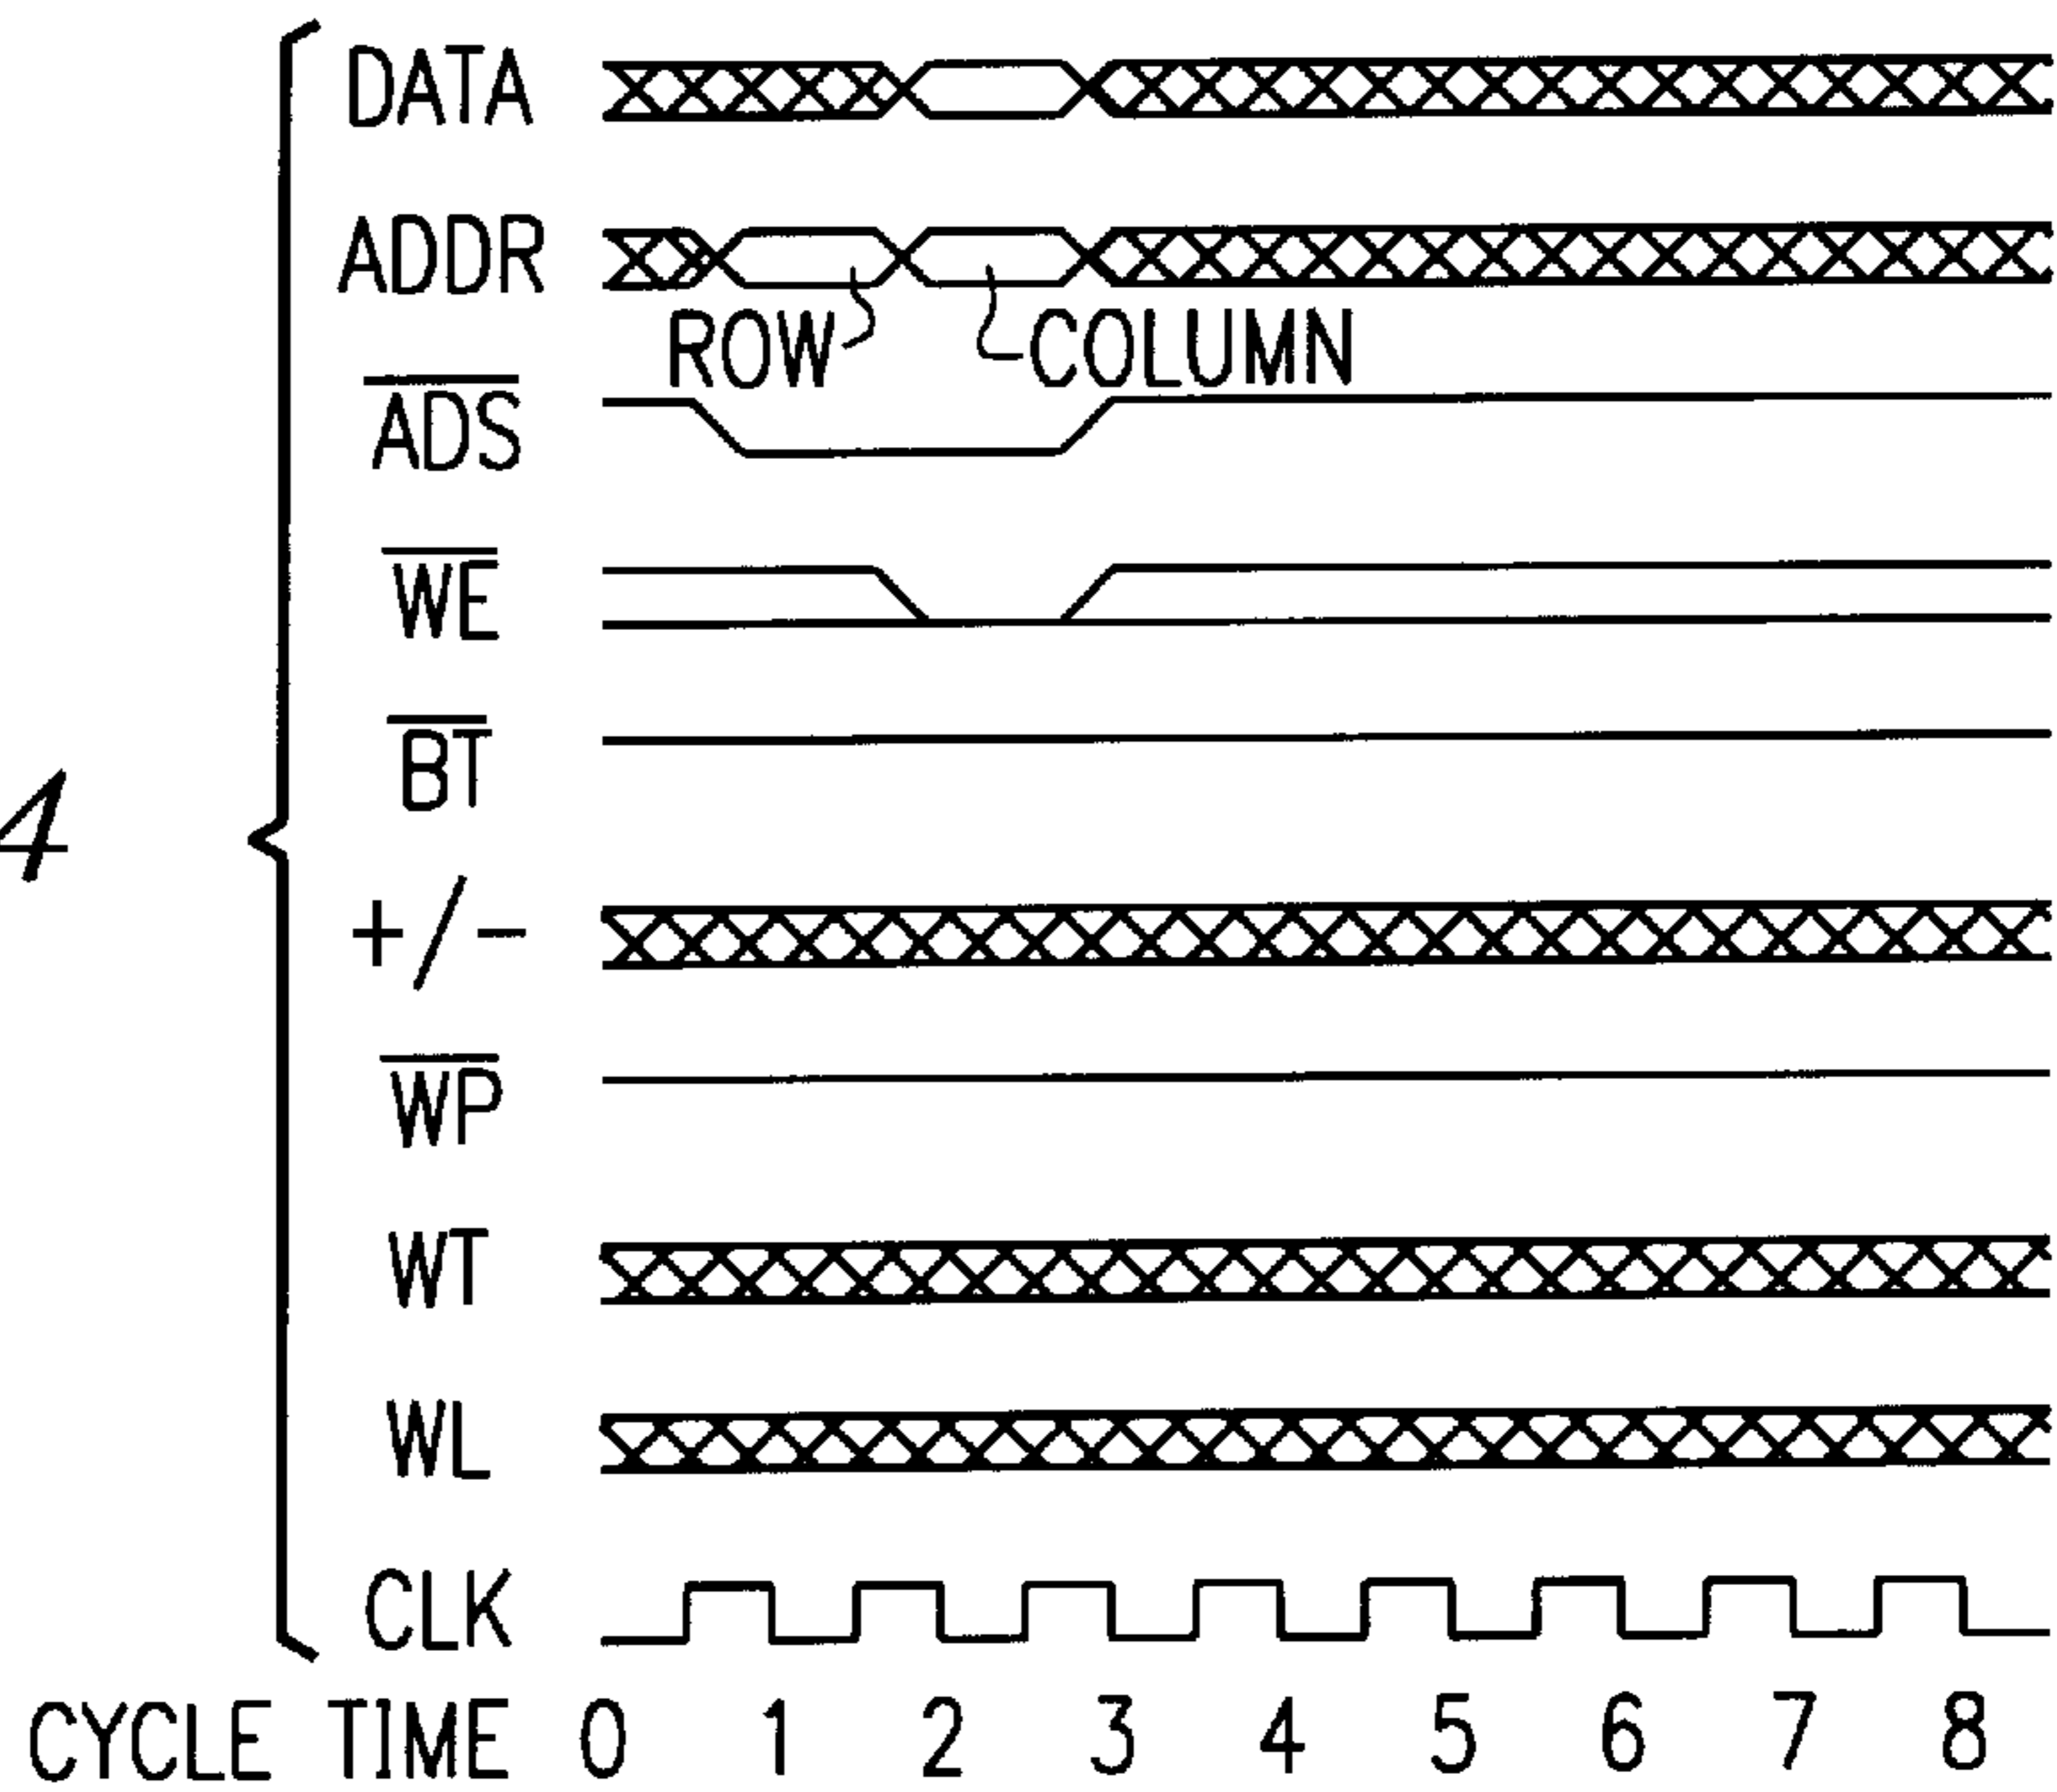 DATA
ADDR
ROW
COLUMN
ADS
WE
BT
4
+/-
WP
WT
WL
CLK
CYCLE TIME 0 1 2 3 4 5 6 7 8